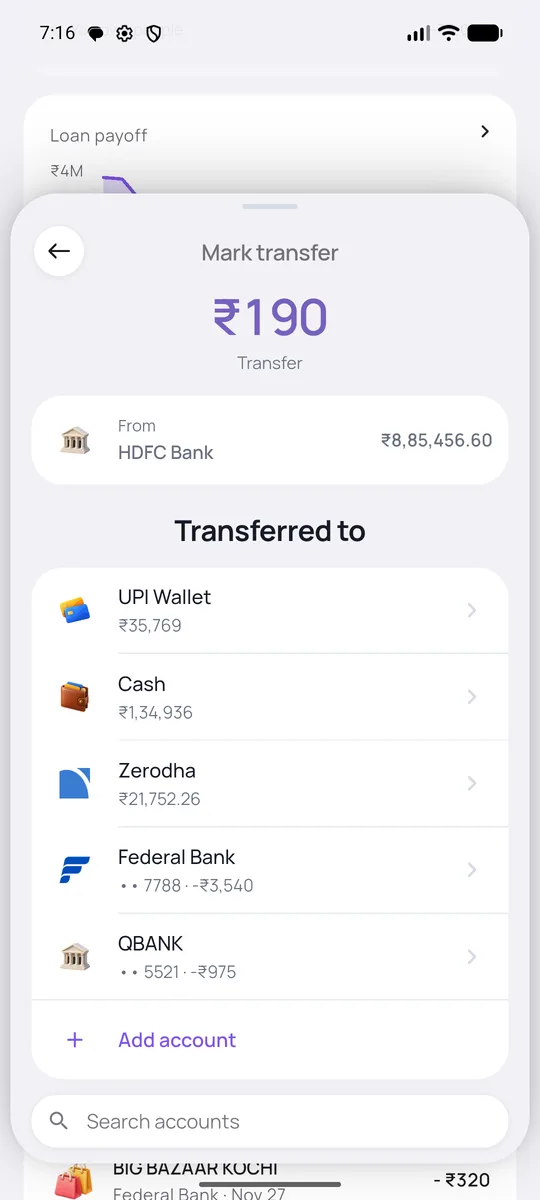 7:16
Loan payoff
₹4M
Mark transfer
₹190
Transfer
From
HDFC Bank
₹8,85,456.60
Transferred to
UPI Wallet
₹35,769
Cash
₹1,34,936
Zerodha
₹21,752.26
Federal Bank
•• 7788 · -₹3,540
QBANK
•• 5521 · -₹975
+ Add account
Search accounts
BIG BAZAAR KOCHI
- ₹320
Federal Bank · Nov 27